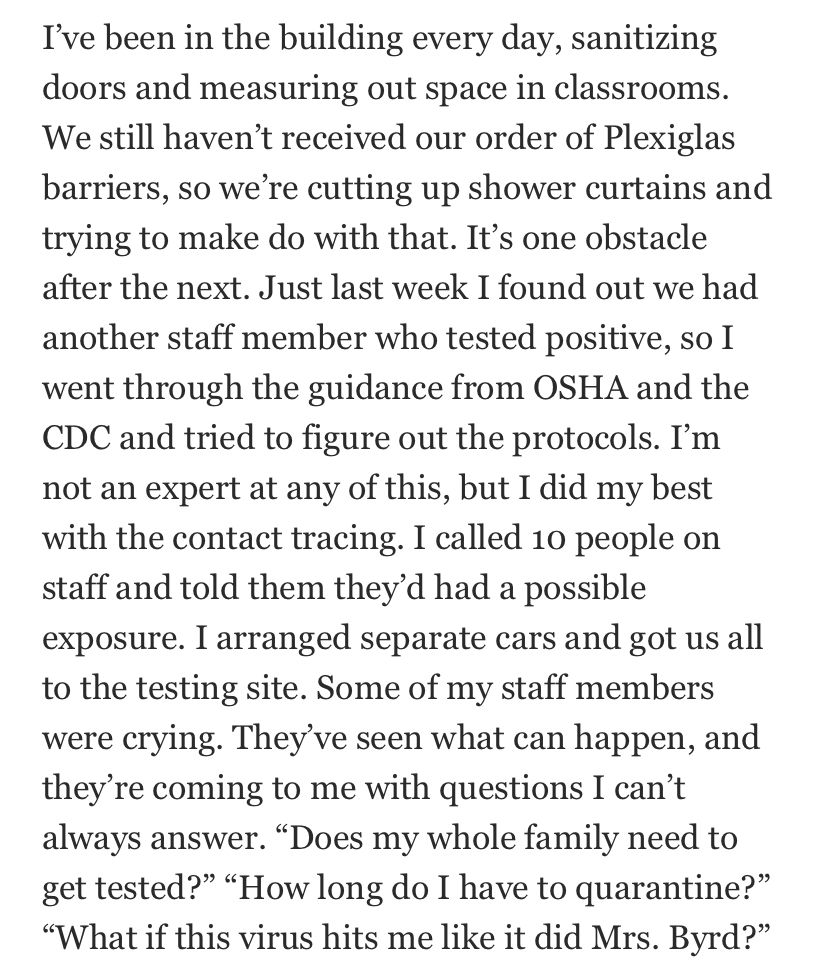 I’ve been in the building every day, sanitizing
doors and measuring out space in classrooms.
We still haven’t received our order of Plexiglas
barriers, so we’re cutting up shower curtains and
trying to make do with that. It’s one obstacle
after the next. Just last week I found out we had
another staff member who tested positive, so I
went through the guidance from OSHA and the
CDC and tried to figure out the protocols. I’m
not an expert at any of this, but I did my best
with the contact tracing. I called 10 people on
staff and told them they’d had a possible
exposure. I arranged separate cars and got us all
to the testing site. Some of my staff members
were crying. They’ve seen what can happen, and
they’re coming to me with questions I can’t
always answer. “Does my whole family need to
get tested?” “How long do I have to quarantine?”
“What if this virus hits me like it did Mrs. Byrd?”